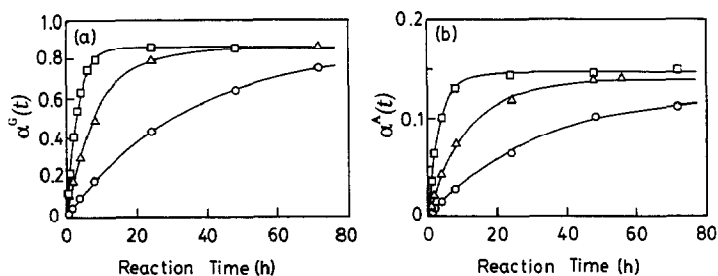 (a)
α^G(t)
1.0
0.8
0.6
0.4
0.2
0
0 20 40 60 80
Reaction Time (h)
(b)
α^A(t)
0.2
0.1
0
0 20 40 60 80
Reaction Time (h)